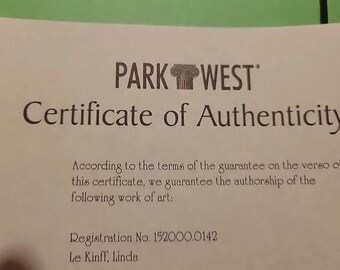 PARK WEST®
Certificate of Authenticity
According to the terms of the guarantee on the verso of
this certificate, we guarantee the authorship of the
following work of art:
Registration No. 152000.0142
Le Kinff, Linda